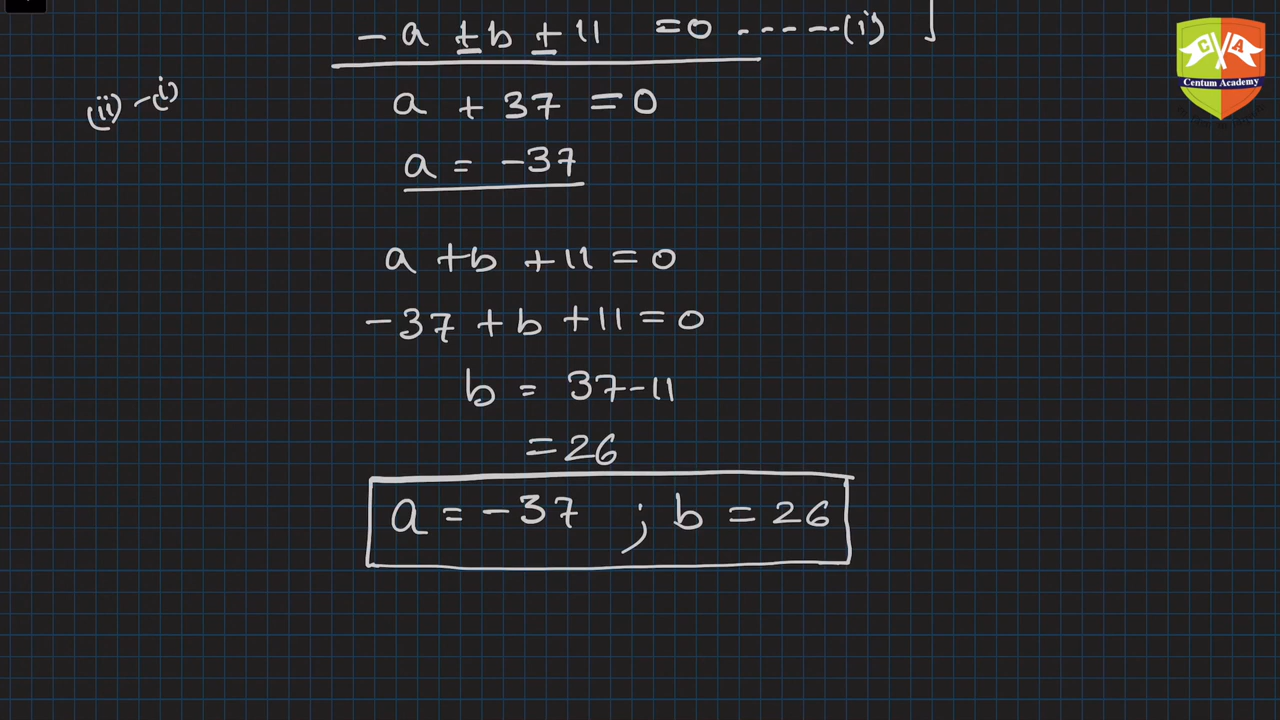 - a ± b ± 11 = 0 -----(i)
(ii) - (i)
a + 37 = 0
a = -37
a + b + 11 = 0
-37 + b + 11 = 0
b = 37 - 11
= 26
a = -37 ; b = 26
C A
Centum Academy